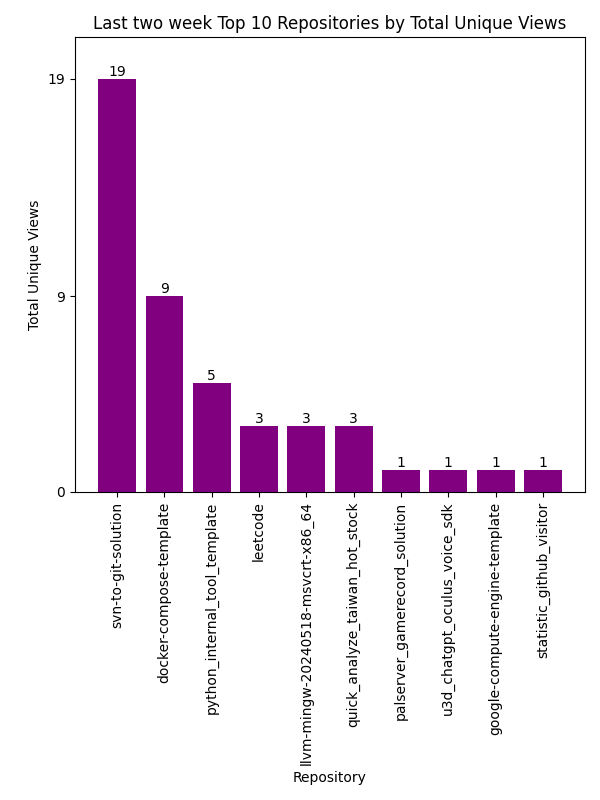 Last two week Top 10 Repositories by Total Unique Views
Total Unique Views
19
9
0
19
9
5
3
3
3
1
1
1
1
svn-to-git-solution
docker-compose-template
python_internal_tool_template
leetcode
llvm-mingw-20240518-msvcrt-x86_64
quick_analyze_taiwan_hot_stock
palserver_gamerecord_solution
u3d_chatgpt_oculus_voice_sdk
google-compute-engine-template
statistic_github_visitor
Repository